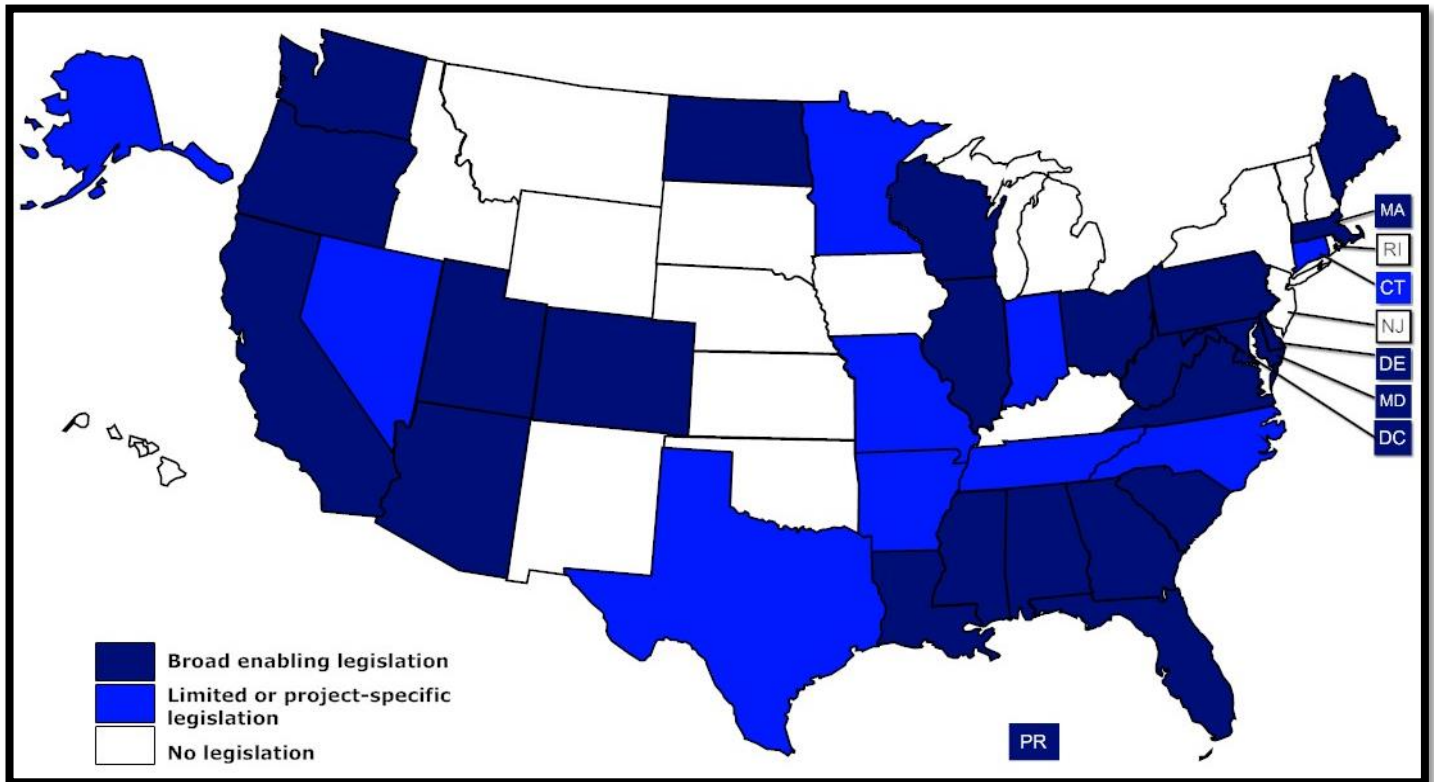 MA
RI
CT
NJ
DE
MD
DC
Broad enabling legislation
Limited or project-specific
legislation
No legislation
PR